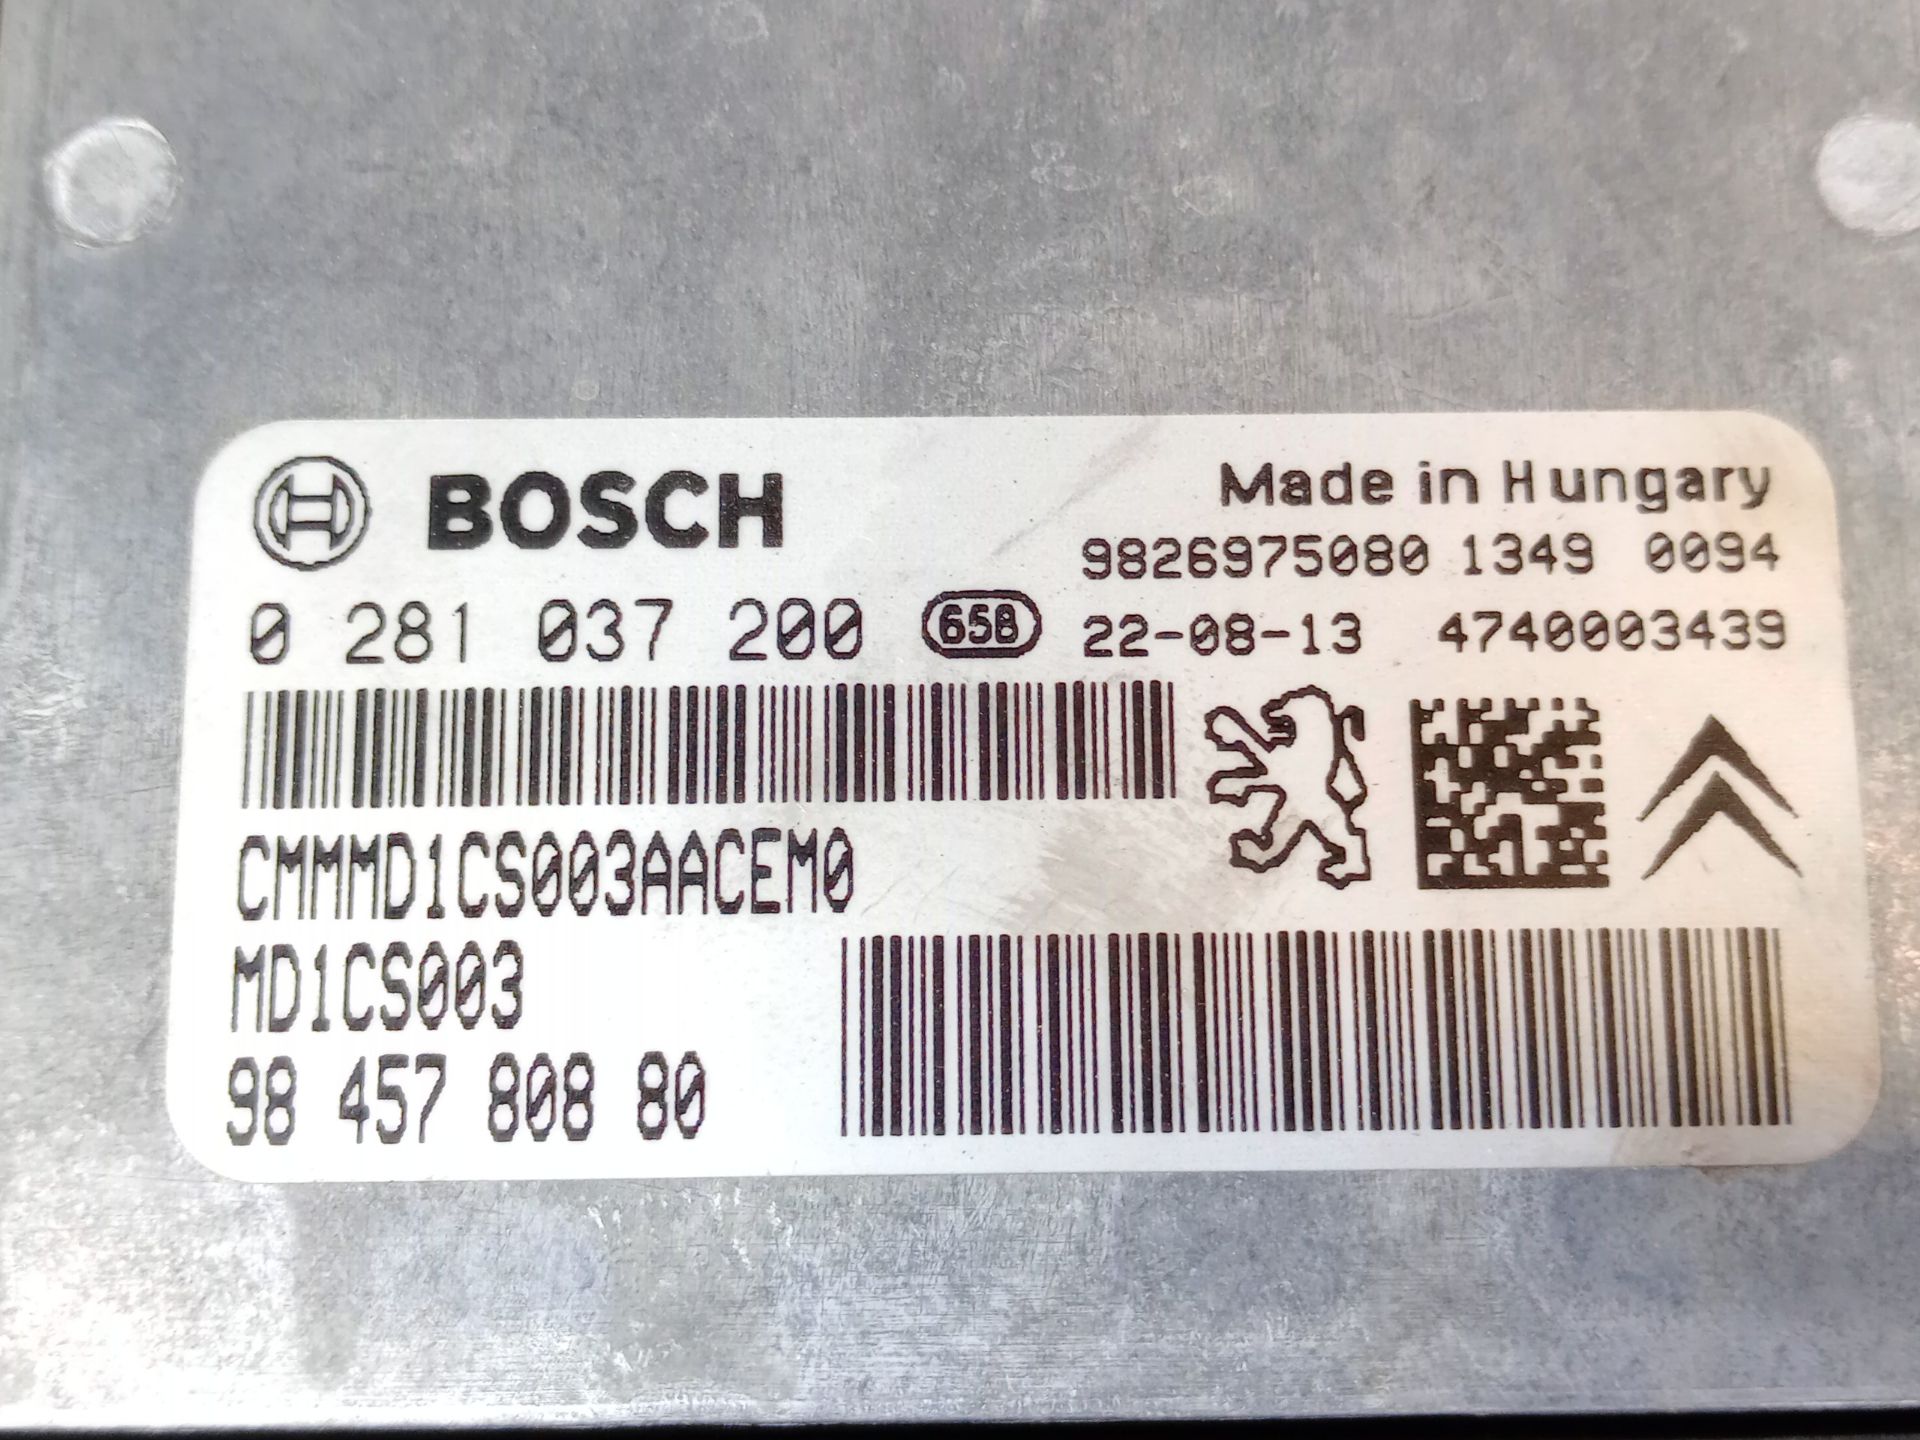 BOSCH
Made in Hungary
9826975080 1349 0094
0 281 037 200 658 22-08-13 4740003439
CMMMD1CS003AACEM0
MD1CS003
98 457 808 80